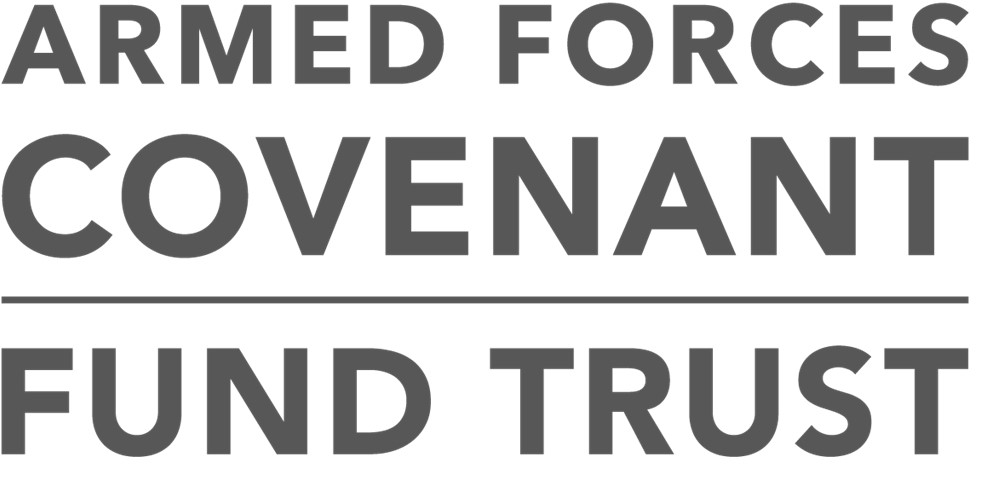 ARMED FORCES
COVENANT
FUND TRUST